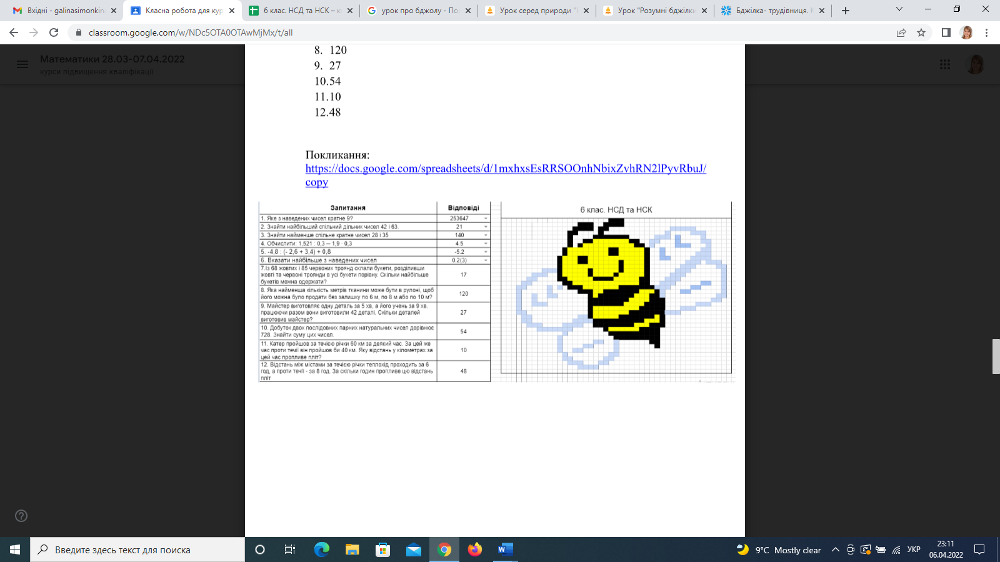 Вхідні - galinasimonkin
Класна робота для кур
6 клас. НСД та НСК – к
урок про бджолу - По
Урок серед природи "
Урок "Розумні бджілки
Бджілка- трудівниця.
classroom.google.com/w/NDc5OTA0OTAwMjMx/t/all
Математики 28.03-07.04.2022
курси підвищення кваліфікації
8. 120
9. 27
10.54
11.10
12.48
Покликання:
https://docs.google.com/spreadsheets/d/1mxhxsEsRRSOOnhNbixZvhRN2lPyvRbuJ/
copy
Запитання Відповіді
1. Яке з наведених чисел кратне 9? 253647
2. Знайти найбільший спільний дільник чисел 42 і 63. 21
3. Знайти найменше спільне кратне чисел 28 і 35 140
4. Обчислити: 1,521 : 0,3 – 1,9 · 0,3 4.5
5. -4,8 : (- 2,6 + 3,4) + 0,8 -5.2
6. Вказати найбільше з наведених чисел 0.2(3)
7.Із 68 жовтих і 85 червоних троянд склали букети, розділивши
жовті та червоні троянди в усі букети порівну. Скільки найбільше
букетів можна одержати?
17
8. Яка найменша кількість метрів тканини може бути в рулоні, щоб
його можна було продати без залишку по 6 м, по 8 м або по 10 м?
120
9. Майстер виготовляє одну деталь за 5 хв, а його учень за 9 хв.
працюючи разом вони виготовили 42 деталі. Скільки деталей
виготовив майстер?
27
10. Добуток двох послідовних парних натуральних чисел дорівнює
728. Знайти суму цих чисел.
54
11. Катер пройшов за течією річки 60 км за деякий час. За цей же
час проти течії він пройшов би 40 км. Яку відстань у кілометрах за
цей час пропливе пліт?
10
12. Відстань між містами за течією річки теплохід проходить за 6
год, а проти течії - за 8 год. За скільки годин пропливе цю відстань
пліт
48
6 клас. НСД та НСК
Введите здесь текст для поиска
9°C Mostly clear
УКР
23:11
06.04.2022